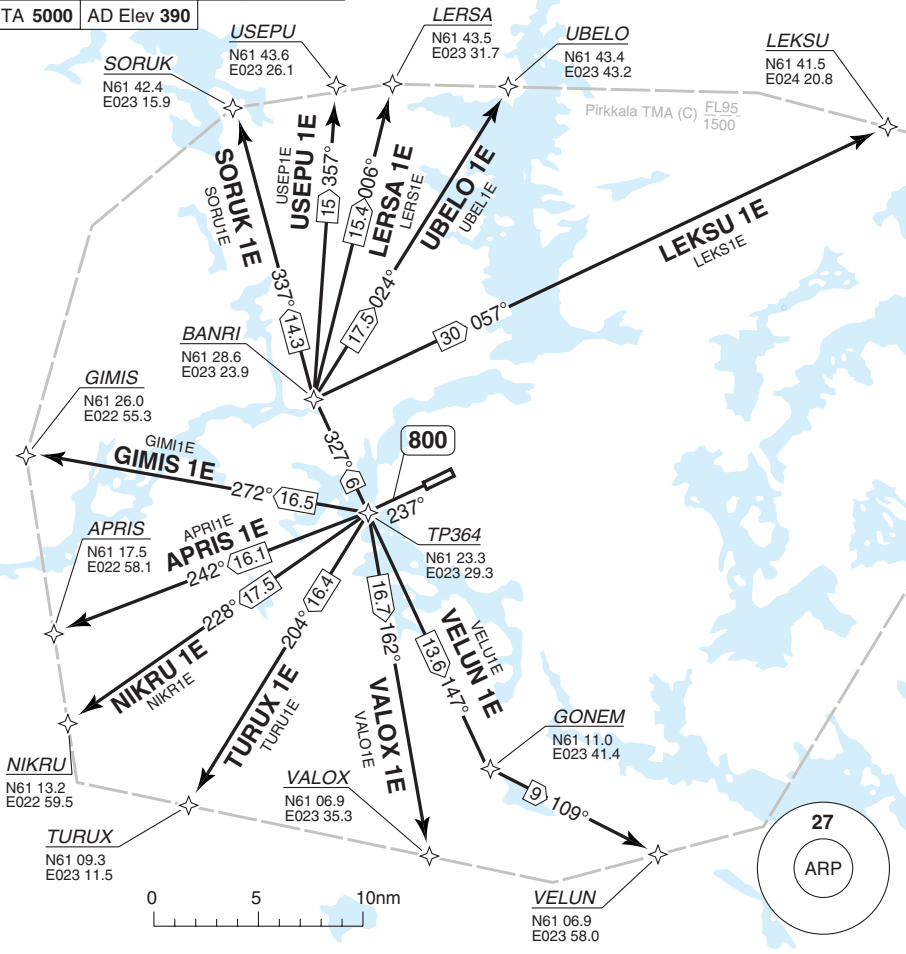 TA 5000 AD Elev 390
LERSA
N61 43.5
E023 31.7
USEPU
N61 43.6
E023 26.1
UBELO
N61 43.4
E023 43.2
LEKSU
N61 41.5
E024 20.8
SORUK
N61 42.4
E023 15.9
Pirkkala TMA (C) FL95
1500
SORUK 1E
SORU1E
337°
14.3
USEP1E
USEPU 1E
357°
15
006°
15.4
LERSA 1E
LERS1E
UBELO 1E
UBEL1E
024°
17.5
LEKSU 1E
LEKS1E
30 057°
BANRI
N61 28.6
E023 23.9
GIMIS
N61 26.0
E022 55.3
GIMI1E
GIMIS 1E
272° 16.5
327°
6
800
237°
TP364
N61 23.3
E023 29.3
APRIS
N61 17.5
E022 58.1
APRI1E
APRIS 1E
242° 16.1
228° 17.5
NIKRU 1E
NIKR1E
204° 16.4
TURUX 1E
TURU1E
16.7
162°
VALOX 1E
VALO1E
13.6
147°
VELU1E
VELUN 1E
GONEM
N61 11.0
E023 41.4
9 109°
NIKRU
N61 13.2
E022 59.5
VALOX
N61 06.9
E023 35.3
TURUX
N61 09.3
E023 11.5
27
ARP
VELUN
N61 06.9
E023 58.0
0 5 10nm